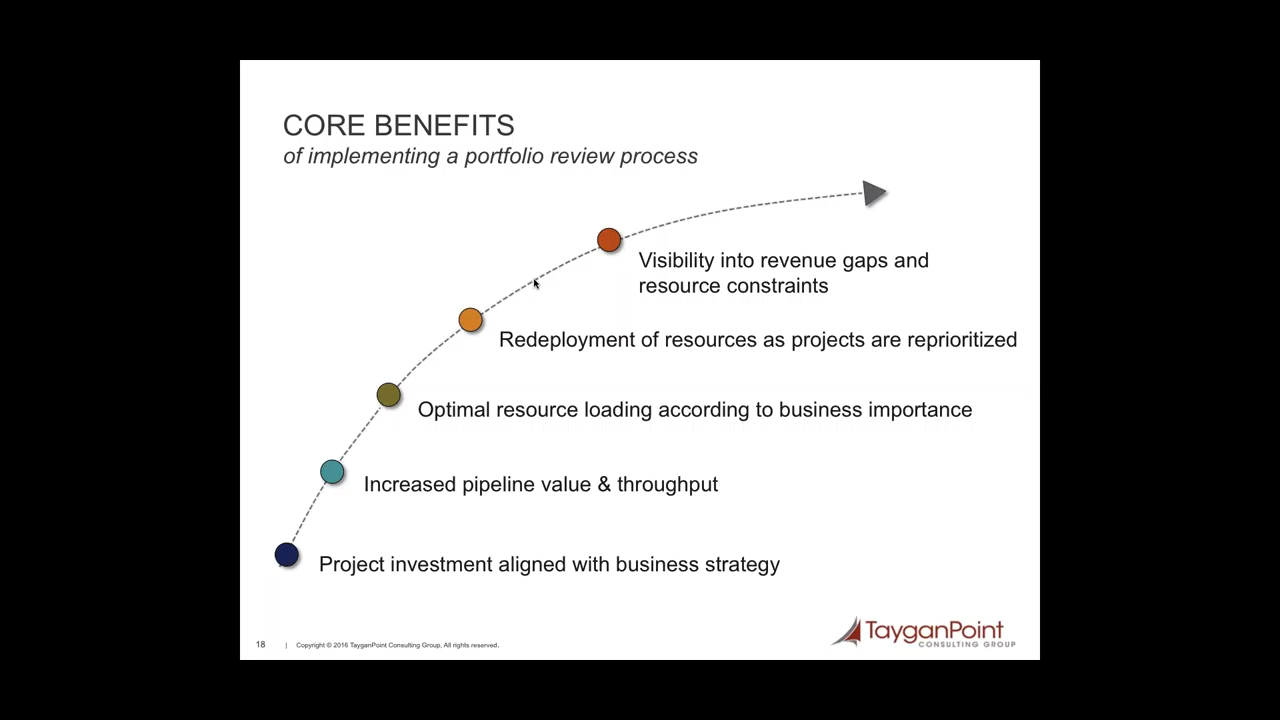 CORE BENEFITS
of implementing a portfolio review process
Visibility into revenue gaps and
resource constraints
Redeployment of resources as projects are reprioritized
Optimal resource loading according to business importance
Increased pipeline value & throughput
Project investment aligned with business strategy
TayganPoint
CONSULTING GROUP
18 | Copyright © 2016 TayganPoint Consulting Group, All rights reserved.